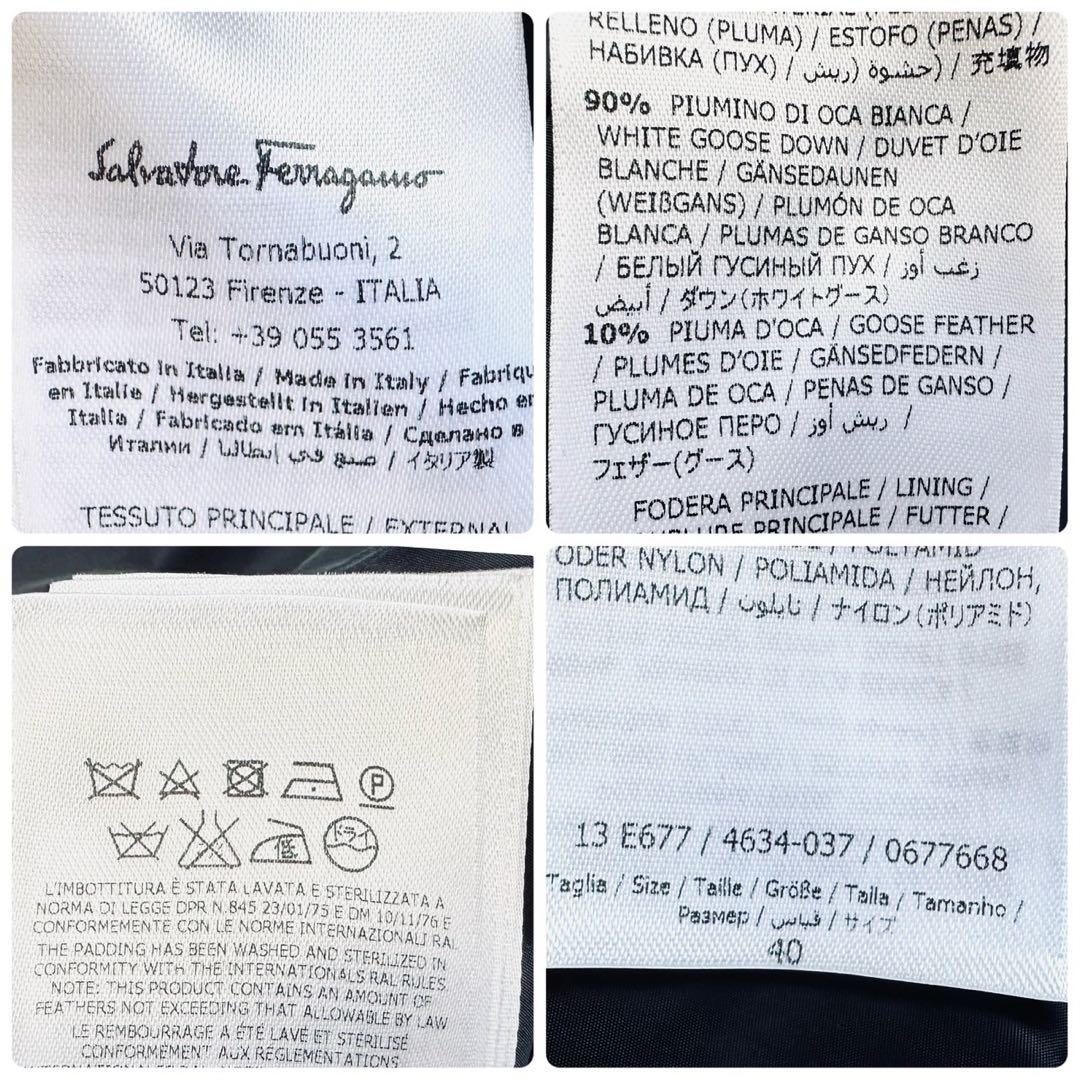 Salvatore Ferragamo
Via Tornabuoni, 2
50123 Firenze - ITALIA
Tel: +39 055 3561
Fabbricato in Italia / Made in Italy / Fabriqu
en Italie / Hergestellt in Italien / Hecho en
Italia / Fabricado em Itália / Сделано в
Италии / صنع في إيطاليا / イタリア製
TESSUTO PRINCIPALE / EXTERNAL
RELLENO (PLUMA) / ESTOFO (PENAS) /
НАБИВКА (ПУХ) / حشوة (ريش) / 充填物
90% PIUMINO DI OCA BIANCA /
WHITE GOOSE DOWN / DUVET D'OIE
BLANCHE / GÄNSEDAUNEN
(WEIßGANS) / PLUMÓN DE OCA
BLANCA / PLUMAS DE GANSO BRANCO
/ БЕЛЫЙ ГУСИНЫЙ ПУХ / زغب أوز
أبيض / ダウン(ホワイトグース)
10% PIUMA D'OCA / GOOSE FEATHER
/ PLUMES D'OIE / GÄNSEDFEDERN /
PLUMA DE OCA / PENAS DE GANSO /
ГУСИНОЕ ПЕРО / ريش أوز /
フェザー(グース)
FODERA PRINCIPALE / LINING /
PRINCIPALE / FUTTER /
P
ドライ
L'IMBOTTITURA È STATA LAVATA E STERILIZZATA A
NORMA DI LEGGE DPR N.845 23/01/75 E DM 10/11/76 E
CONFORMEMENTE CON LE NORME INTERNAZIONALI RAL
THE PADDING HAS BEEN WASHED AND STERILIZED IN
CONFORMITY WITH THE INTERNATIONALS RAL RULES
NOTE: THIS PRODUCT CONTAINS AN AMOUNT OF
FEATHERS NOT EXCEEDING THAT ALLOWABLE BY LAW
LE REMBOURRAGE A ÉTÉ LAVÉ ET STÉRILISÉ
CONFORMÉMENT AUX RÉGLEMENTATIONS
ODER NYLON / POLIAMIDA / НЕЙЛОН,
ПОЛИАМИД / نايلون / ナイロン(ポリアミド)
13 E677 / 4634-037 / 0677668
Taglia / Size / Taille / Größe / Talla / Tamanho /
Размер / قياس / サイズ
40